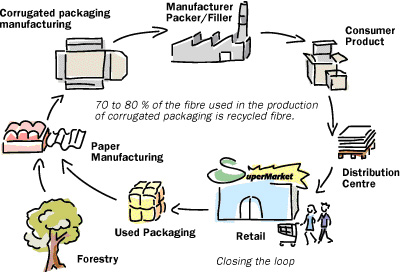 Corrugated packaging
manufacturing
Manufacturer
Packer/Filler
Consumer
Product
70 to 80 % of the fibre used in the production
of corrugated packaging is recycled fibre.
Paper
Manufacturing
SuperMarket
Distribution
Centre
Used Packaging
Retail
Forestry
Closing the loop